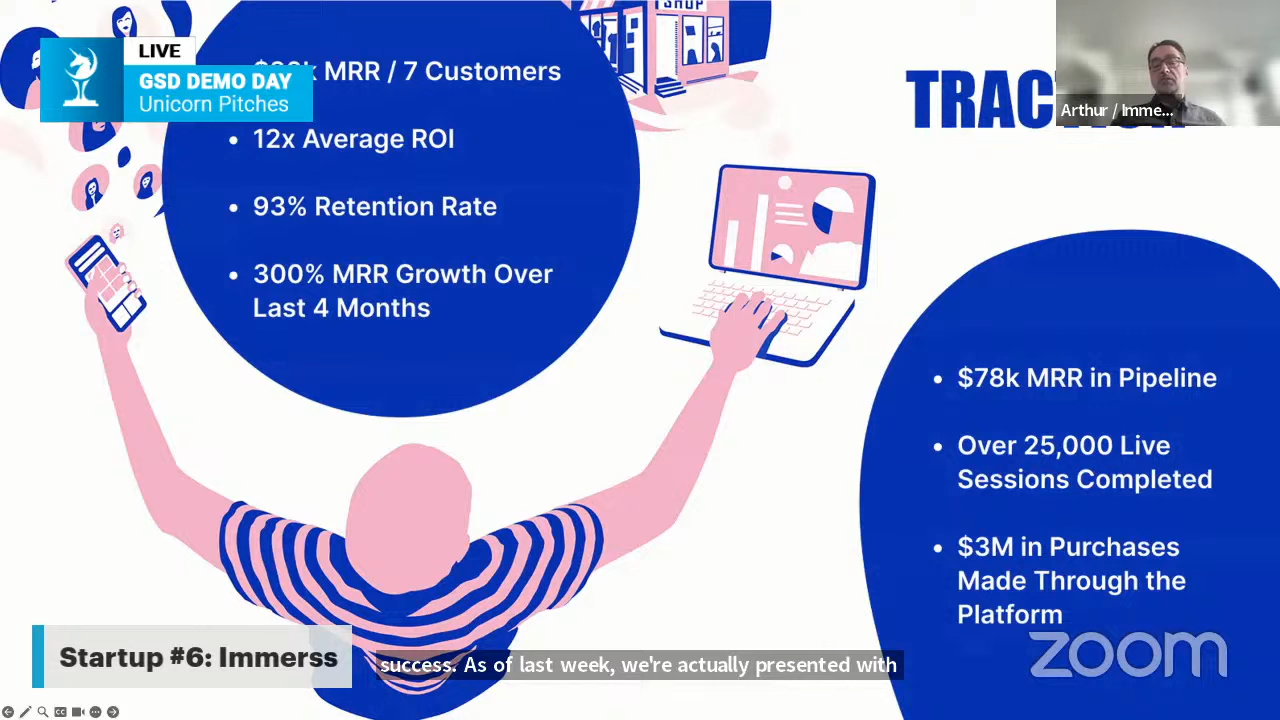 LIVE
GSD DEMO DAY
Unicorn Pitches
SHOP
MRR / 7 Customers
• 12x Average ROI
• 93% Retention Rate
• 300% MRR Growth Over
Last 4 Months
Arthur / Imme...
• $78k MRR in Pipeline
• Over 25,000 Live
Sessions Completed
• $3M in Purchases
Made Through the
Platform
Startup #6: Immerss
success. As of last week, we're actually presented with
zoom